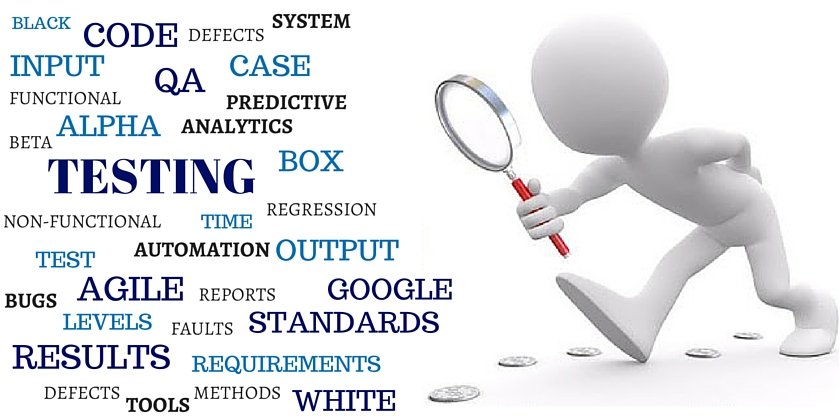 BLACK CODE DEFECTS SYSTEM
INPUT QA CASE
FUNCTIONAL PREDICTIVE
BETA ALPHA ANALYTICS
TESTING BOX
NON-FUNCTIONAL TIME REGRESSION
TEST AUTOMATION OUTPUT
BUGS AGILE REPORTS GOOGLE
LEVELS FAULTS STANDARDS
RESULTS REQUIREMENTS
DEFECTS TOOLS METHODS WHITE